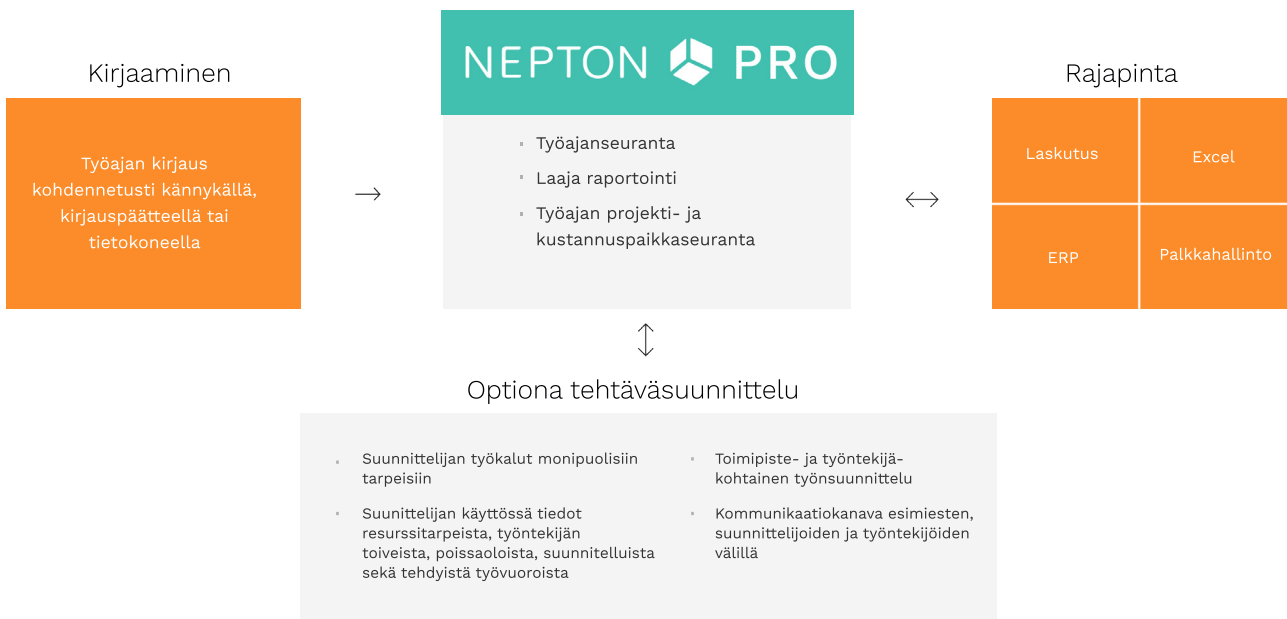 Kirjaaminen
Työajan kirjaus
kohdennetusti kännykällä,
kirjauspäätteellä tai
tietokoneella
NEPTON PRO
Työajanseuranta
Laaja raportointi
Työajan projekti- ja
kustannuspaikkaseuranta
Rajapinta
Laskutus
Excel
ERP
Palkkahallinto
Optiona tehtäväsuunnittelu
Suunnittelijan työkalut monipuolisiin
tarpeisiin
Suunittelijan käyttössä tiedot
resurssitarpeista, työntekijän
toiveista, poissaoloista, suunnitelluista
sekä tehdyistä työvuoroista
Toimipiste- ja työntekijä-
kohtainen työnsuunnittelu
Kommunikaatiokanava esimiesten,
suunnittelijoiden ja työntekijöiden
välillä